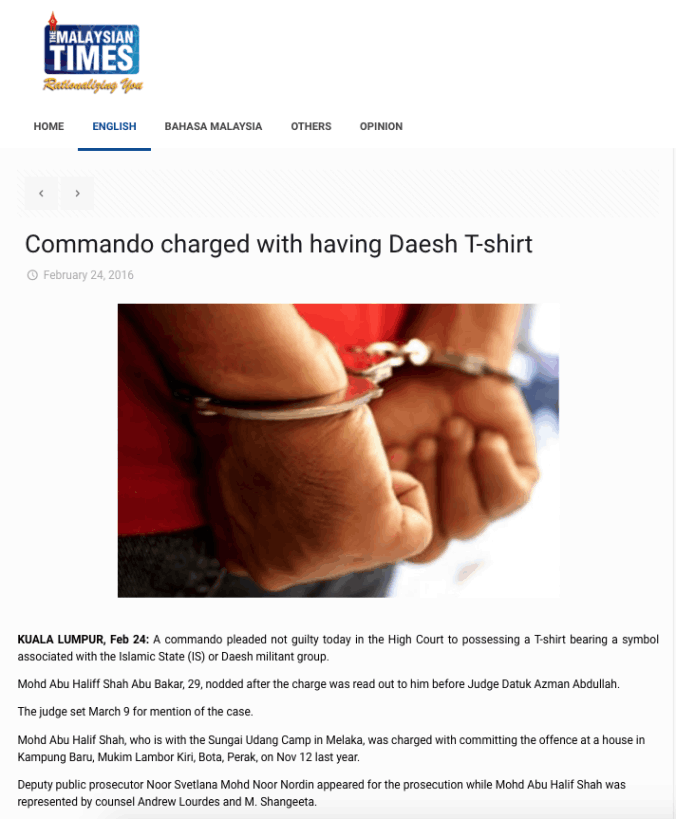 THE MALAYSIAN
TIMES
Rationalizing You
HOME ENGLISH BAHASA MALAYSIA OTHERS OPINION
Commando charged with having Daesh T-shirt
February 24, 2016
KUALA LUMPUR, Feb 24: A commando pleaded not guilty today in the High Court to possessing a T-shirt bearing a symbol
associated with the Islamic State (IS) or Daesh militant group.
Mohd Abu Haliff Shah Abu Bakar, 29, nodded after the charge was read out to him before Judge Datuk Azman Abdullah.
The judge set March 9 for mention of the case.
Mohd Abu Halif Shah, who is with the Sungai Udang Camp in Melaka, was charged with committing the offence at a house in
Kampung Baru, Mukim Lambor Kiri, Bota, Perak, on Nov 12 last year.
Deputy public prosecutor Noor Svetlana Mohd Noor Nordin appeared for the prosecution while Mohd Abu Halif Shah was
represented by counsel Andrew Lourdes and M. Shangeeta.